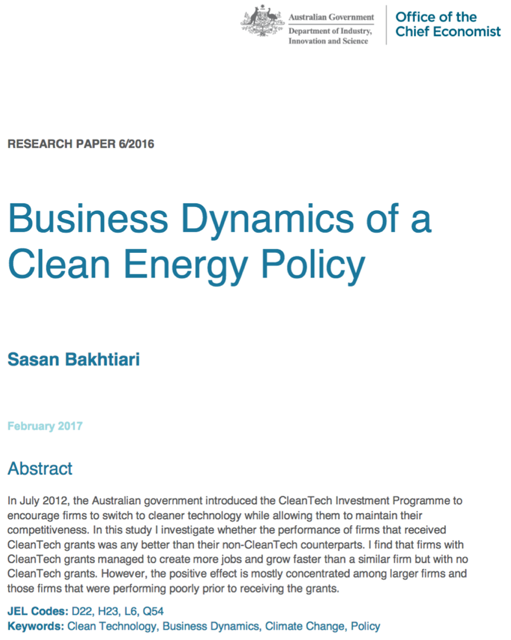 Australian Government
Department of Industry,
Innovation and Science
Office of the
Chief Economist
RESEARCH PAPER 6/2016
Business Dynamics of a
Clean Energy Policy
Sasan Bakhtiari
February 2017
Abstract
In July 2012, the Australian government introduced the CleanTech Investment Programme to
encourage firms to switch to cleaner technology while allowing them to maintain their
competitiveness. In this study I investigate whether the performance of firms that received
CleanTech grants was any better than their non-CleanTech counterparts. I find that firms with
CleanTech grants managed to create more jobs and grow faster than a similar firm but with no
CleanTech grants. However, the positive effect is mostly concentrated among larger firms and
those firms that were performing poorly prior to receiving the grants.
JEL Codes: D22, H23, L6, Q54
Keywords: Clean Technology, Business Dynamics, Climate Change, Policy